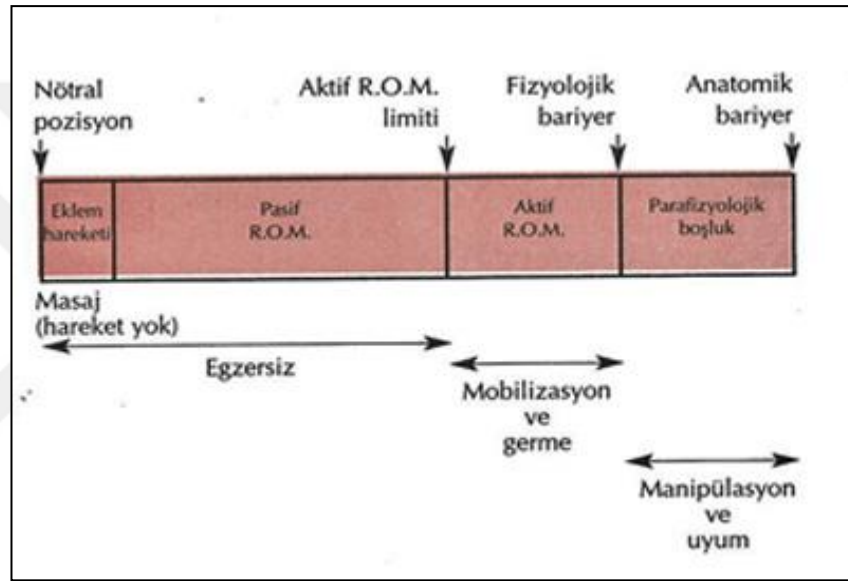 Nötral
pozisyon
Aktif R.O.M.
limiti
Fizyolojik
bariyer
Anatomik
bariyer
Eklem
hareketi
Pasif
R.O.M.
Aktif
R.O.M.
Parafizyolojik
boşluk
Masaj
(hareket yok)
Egzersiz
Mobilizasyon
ve
germe
Manipülasyon
ve
uyum